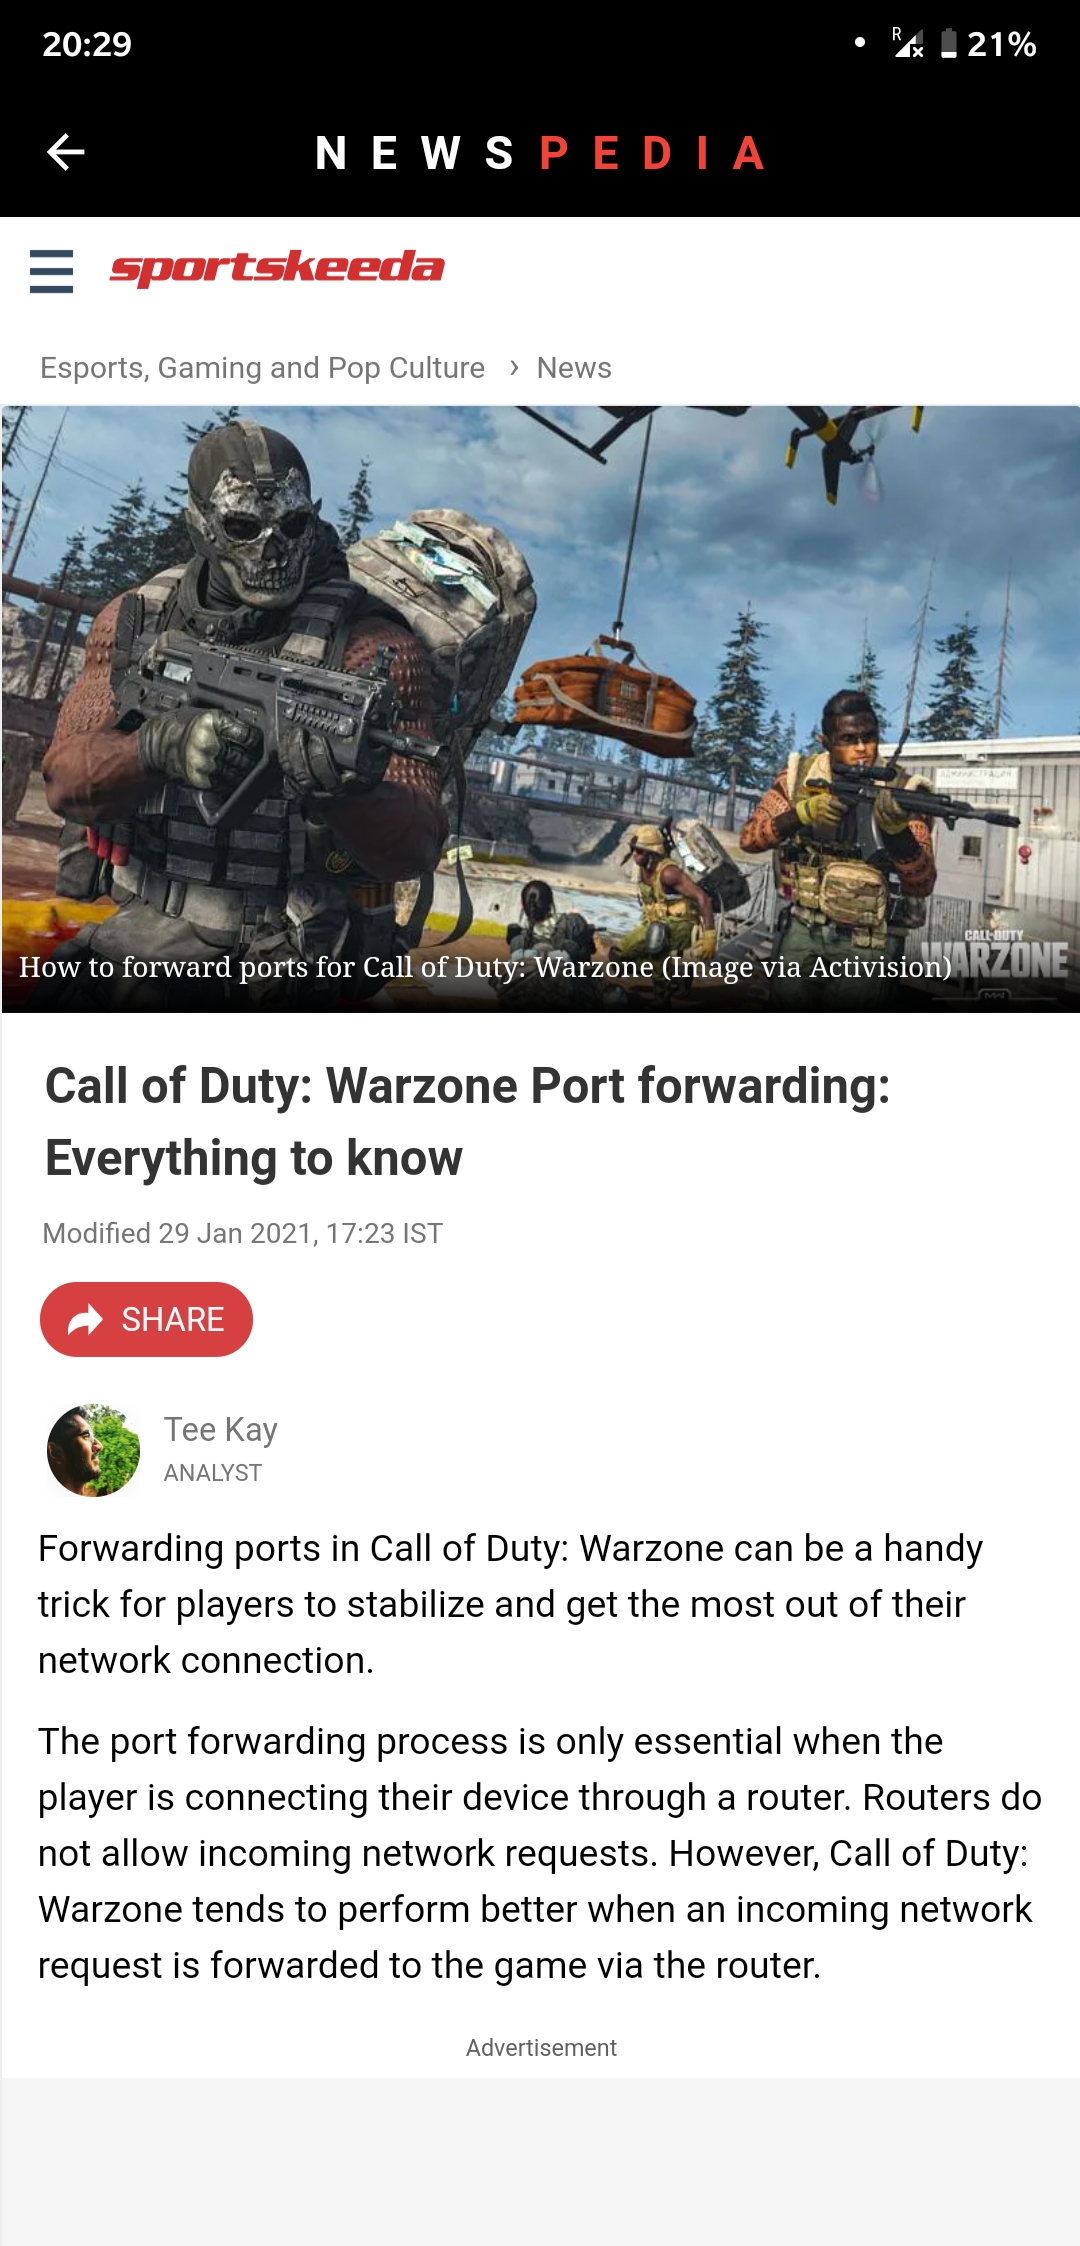 20:29
R 21%
NEWSPEDIA
sportskeeda
Esports, Gaming and Pop Culture › News
АДМИНИСТРАЦИЯ
CALL OF DUTY
WARZONE
MW
How to forward ports for Call of Duty: Warzone (Image via Activision)
Call of Duty: Warzone Port forwarding:
Everything to know
Modified 29 Jan 2021, 17:23 IST
SHARE
Tee Kay
ANALYST
Forwarding ports in Call of Duty: Warzone can be a handy
trick for players to stabilize and get the most out of their
network connection.
The port forwarding process is only essential when the
player is connecting their device through a router. Routers do
not allow incoming network requests. However, Call of Duty:
Warzone tends to perform better when an incoming network
request is forwarded to the game via the router.
Advertisement